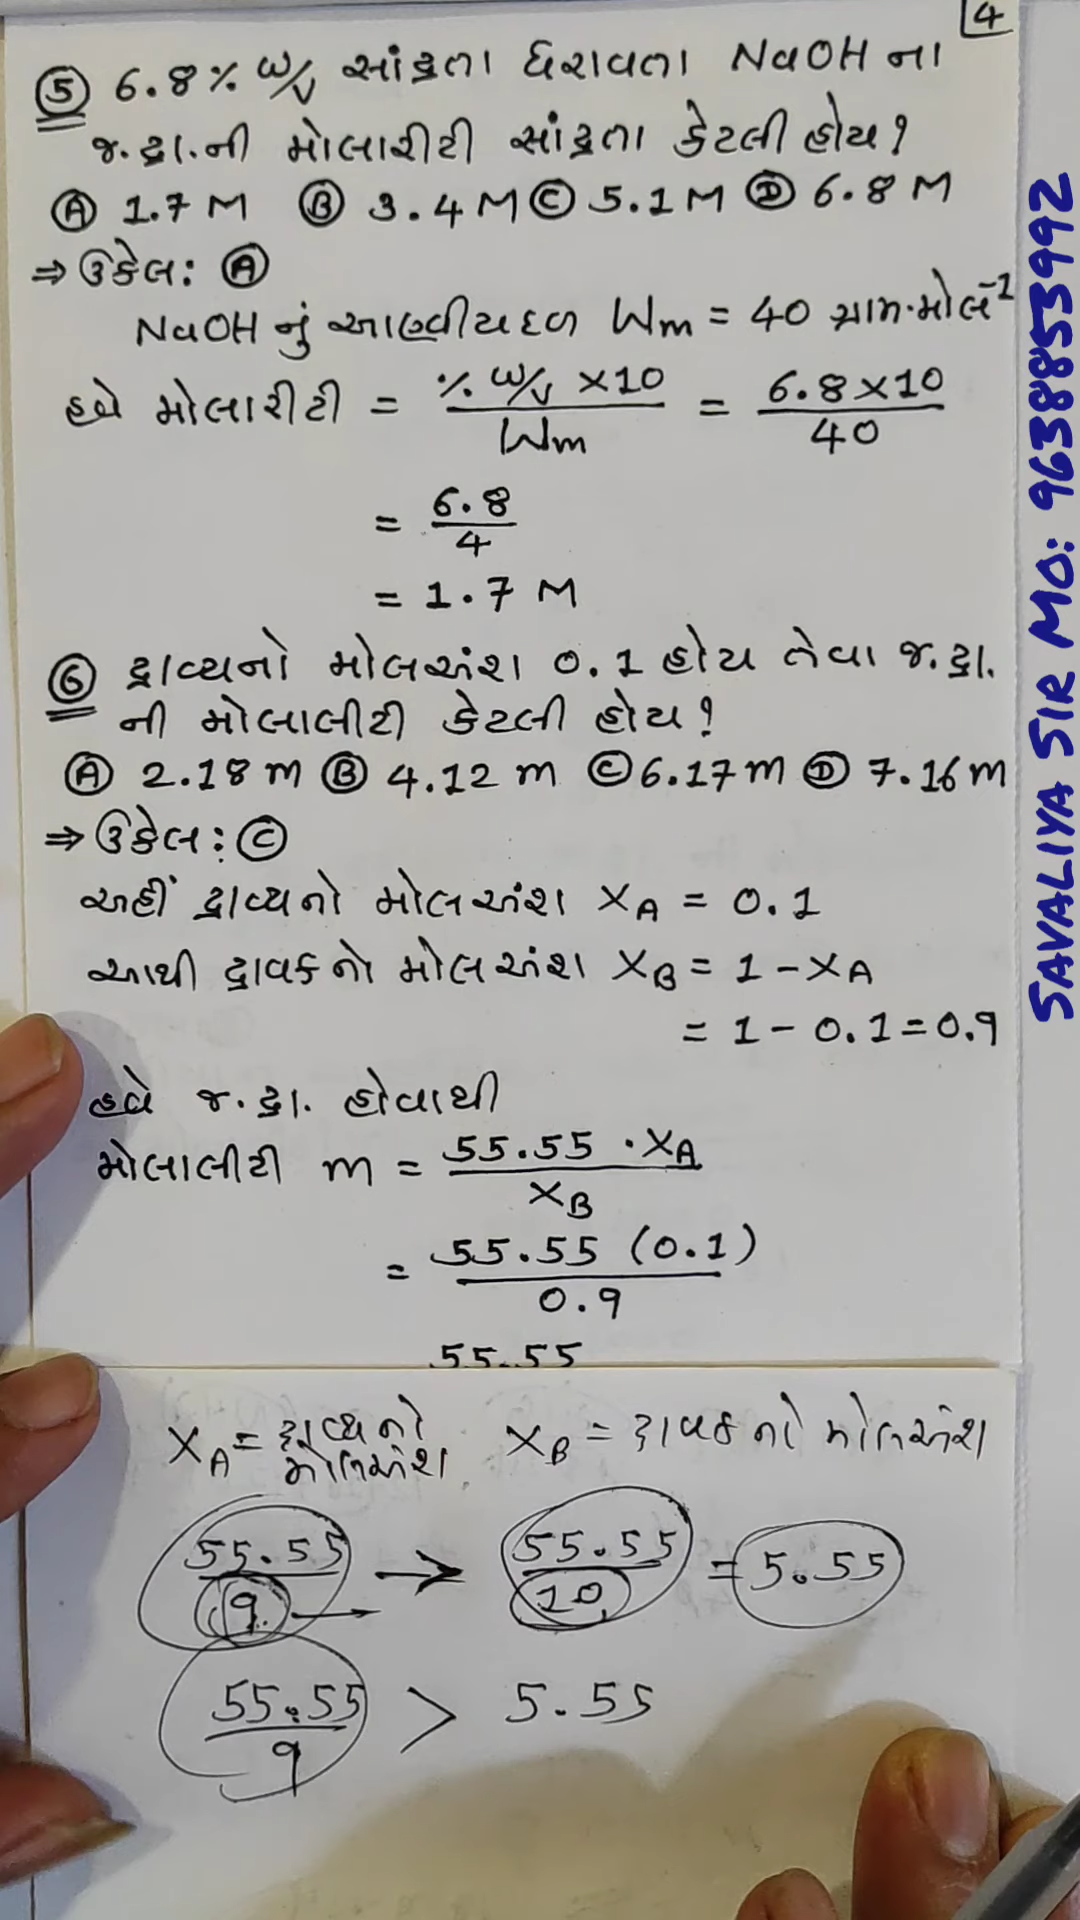 4
⑤ 6.8 % W/V સાંદ્રતા ધરાવતા NaOH ના
જ.દ્રા.ની મોલારીટી સાંદ્રતા કેટલી હોય?
Ⓐ 1.7 M Ⓑ 3.4 M Ⓒ 5.1 M Ⓓ 6.8 M
⇒ ઉકેલ: Ⓐ
NaOH નું આણ્વીયદળ Wm = 40 ગ્રામ.મોલ⁻¹
હવે મોલારીટી = % W/V ×10 / Wm = 6.8×10 / 40
= 6.8 / 4
= 1.7 M
⑥ દ્રાવ્યનો મોલઅંશ 0.1 હોય તેવા જ.દ્રા.
ની મોલાલીટી કેટલી હોય?
Ⓐ 2.18 m Ⓑ 4.12 m Ⓒ 6.17 m Ⓓ 7.16 m
⇒ ઉકેલ: Ⓒ
અહીં દ્રાવ્યનો મોલઅંશ XA = 0.1
આથી દ્રાવકનો મોલઅંશ XB = 1 - XA
= 1 - 0.1 = 0.9
હવે જ.દ્રા. હોવાથી
મોલાલીટી m = 55.55 · XA / XB
= 55.55 (0.1) / 0.9
55.55
XA = દ્રાવ્યનો મોલઅંશ XB = દ્રાવકનો મોલઅંશ
55.55 / 9 → 55.55 / 10 = 5.55
55.55 / 9 > 5.55
SAVALIYA SIR MO: 9638853992